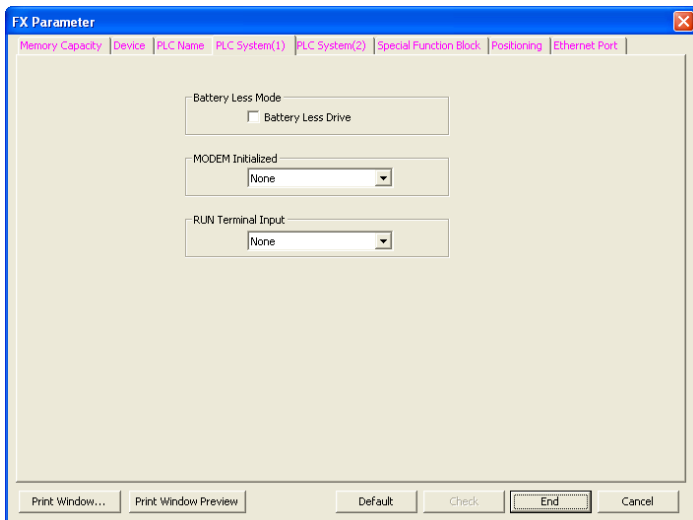 FX Parameter
Memory Capacity Device PLC Name PLC System(1) PLC System(2) Special Function Block Positioning Ethernet Port
Battery Less Mode
Battery Less Drive
MODEM Initialized
None
RUN Terminal Input
None
Print Window... Print Window Preview Default Check End Cancel